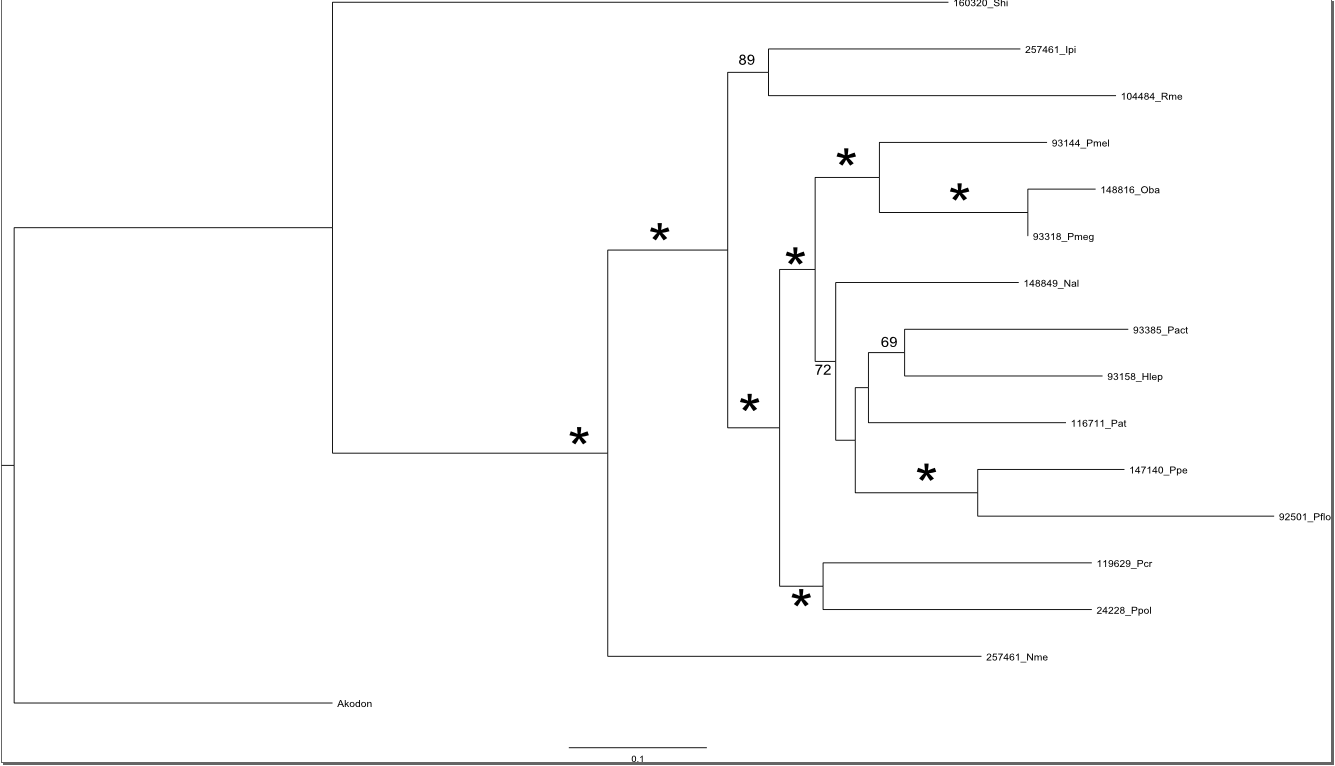 160320_Shi
257461_Ipi
89
104484_Rme
93144_Pmel
*
148816_Oba
*
93318_Pmeg
*
*
148849_Nal
93385_Pact
69
72
93158_Hlep
*
116711_Pat
*
147140_Ppe
*
92501_Pflo
119629_Pcr
*
24228_Ppol
257461_Nme
Akodon
0.1